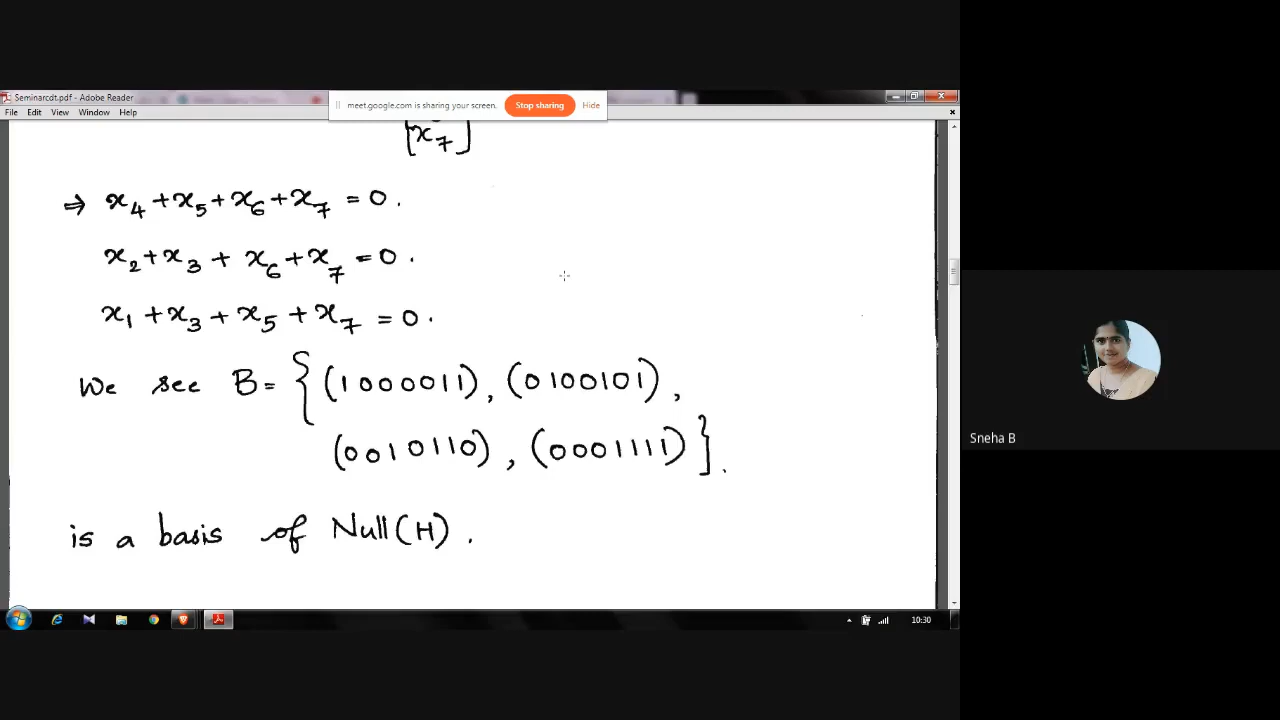 Seminarcdt.pdf - Adobe Reader
File Edit View Window Help
meet.google.com is sharing your screen. Stop sharing Hide
[x₇]
⇒ x₄ + x₅ + x₆ + x₇ = 0.
x₂ + x₃ + x₆ + x₇ = 0.
x₁ + x₃ + x₅ + x₇ = 0.
We see B = { (1000011), (0100101),
(0010110), (0001111) }.
is a basis of Null(H).
Sneha B
10:30